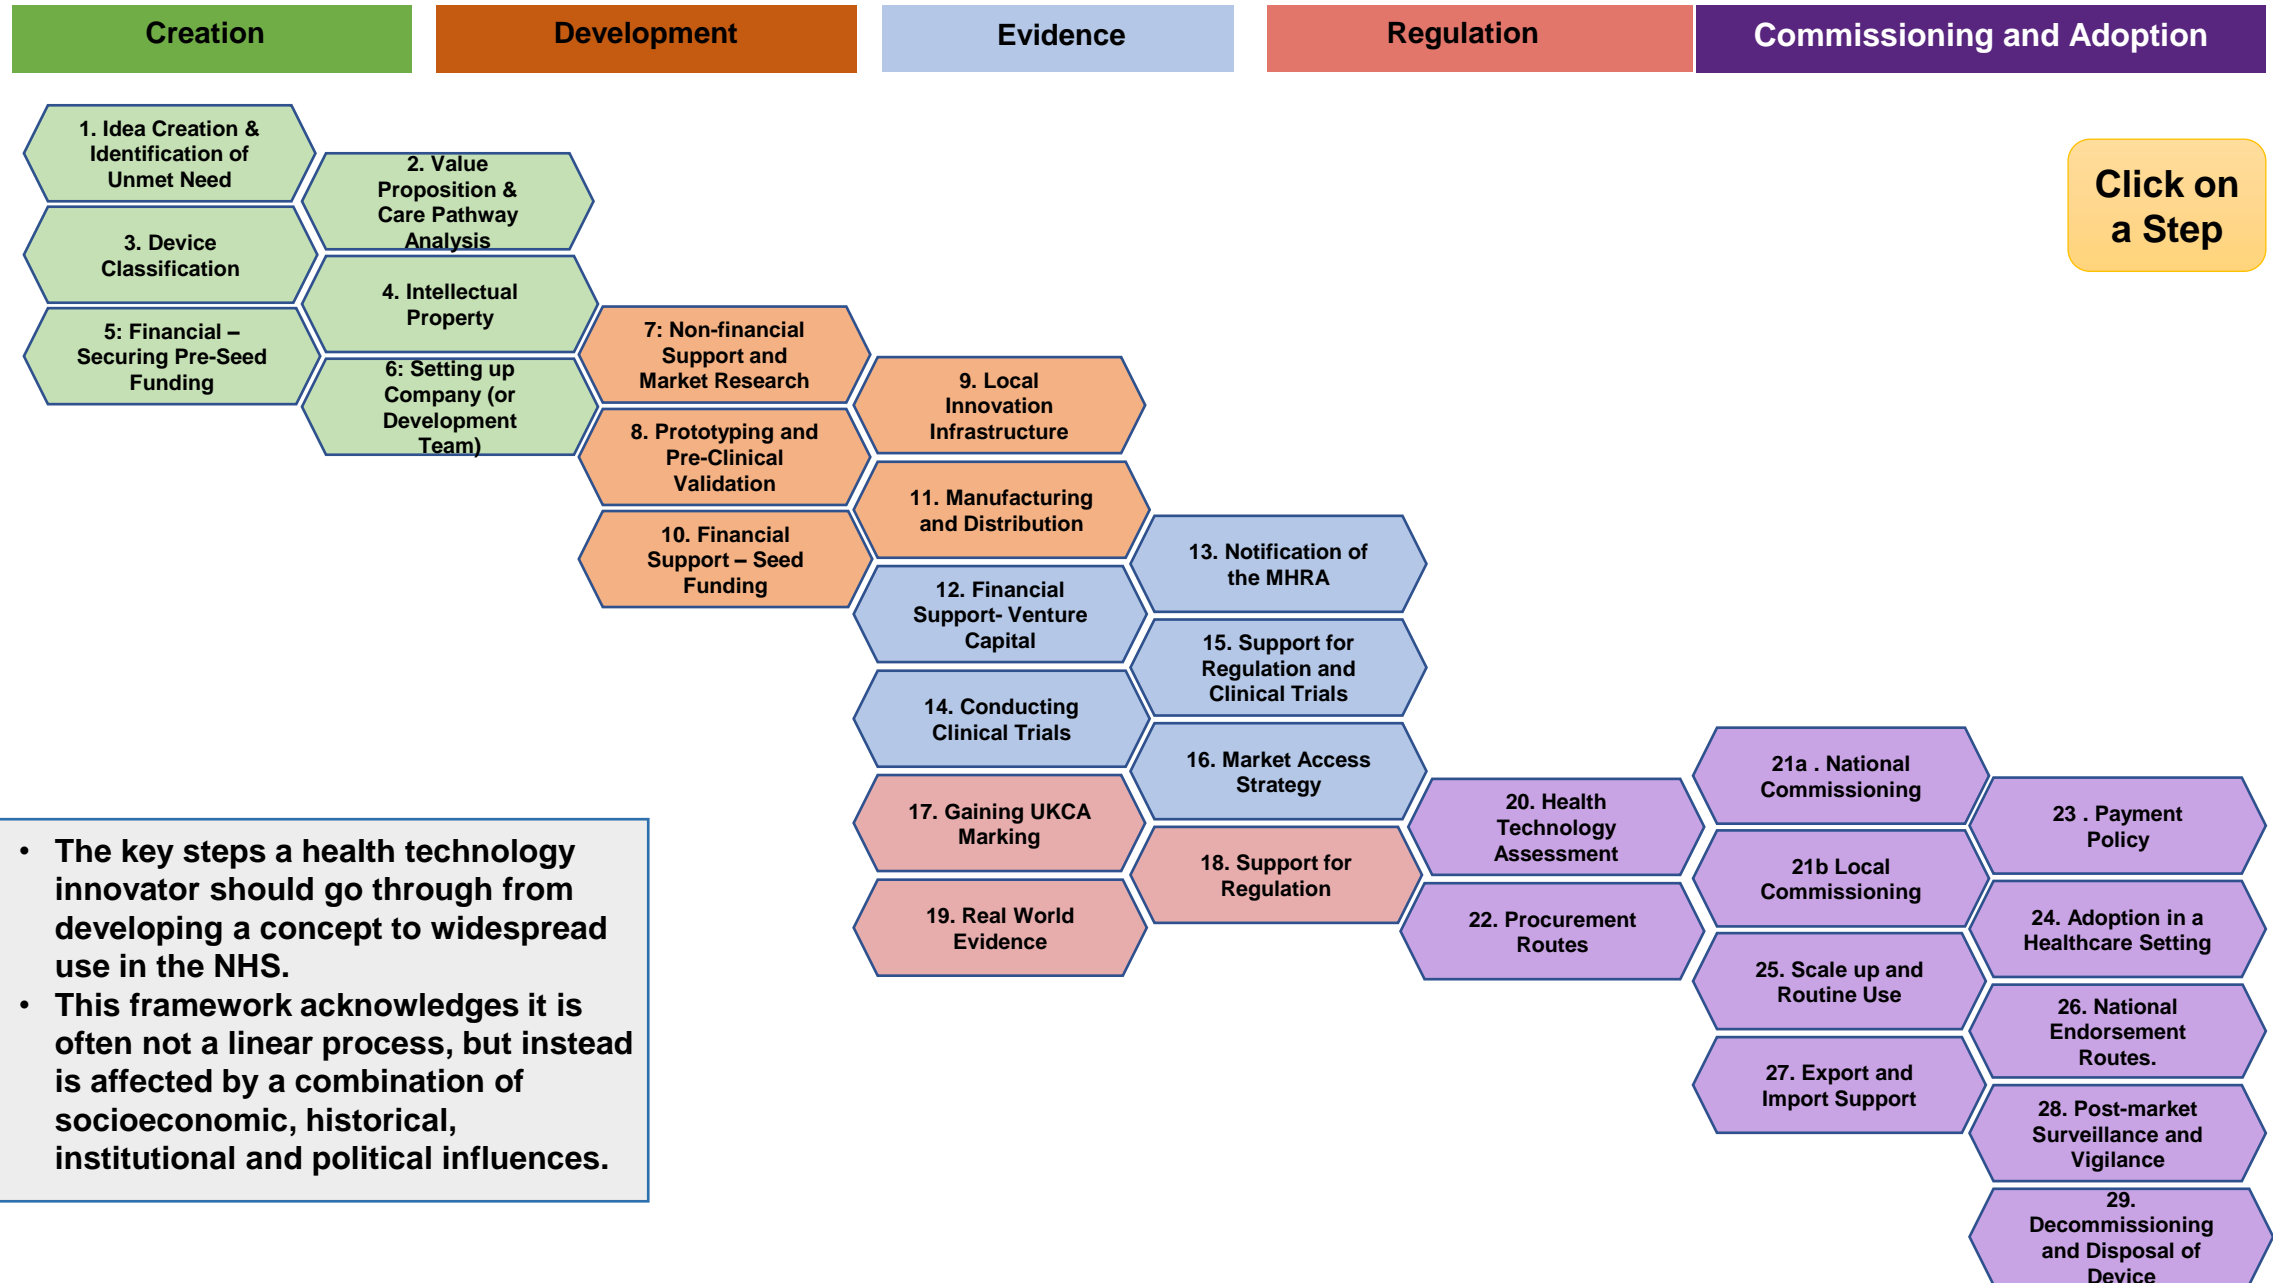 Creation
Development
Evidence
Regulation
Commissioning and Adoption
Click on
a Step
1. Idea Creation &
Identification of
Unmet Need
2. Value
Proposition &
Care Pathway
Analysis
3. Device
Classification
4. Intellectual
Property
5: Financial –
Securing Pre-Seed
Funding
6: Setting up
Company (or
Development
Team)
7: Non-financial
Support and
Market Research
8. Prototyping and
Pre-Clinical
Validation
9. Local
Innovation
Infrastructure
10. Financial
Support – Seed
Funding
11. Manufacturing
and Distribution
12. Financial
Support- Venture
Capital
13. Notification of
the MHRA
14. Conducting
Clinical Trials
15. Support for
Regulation and
Clinical Trials
16. Market Access
Strategy
17. Gaining UKCA
Marking
18. Support for
Regulation
19. Real World
Evidence
20. Health
Technology
Assessment
21a . National
Commissioning
21b Local
Commissioning
22. Procurement
Routes
23 . Payment
Policy
24. Adoption in a
Healthcare Setting
25. Scale up and
Routine Use
26. National
Endorsement
Routes.
27. Export and
Import Support
28. Post-market
Surveillance and
Vigilance
29.
Decommissioning
and Disposal of
Device
• The key steps a health technology
innovator should go through from
developing a concept to widespread
use in the NHS.
• This framework acknowledges it is
often not a linear process, but instead
is affected by a combination of
socioeconomic, historical,
institutional and political influences.